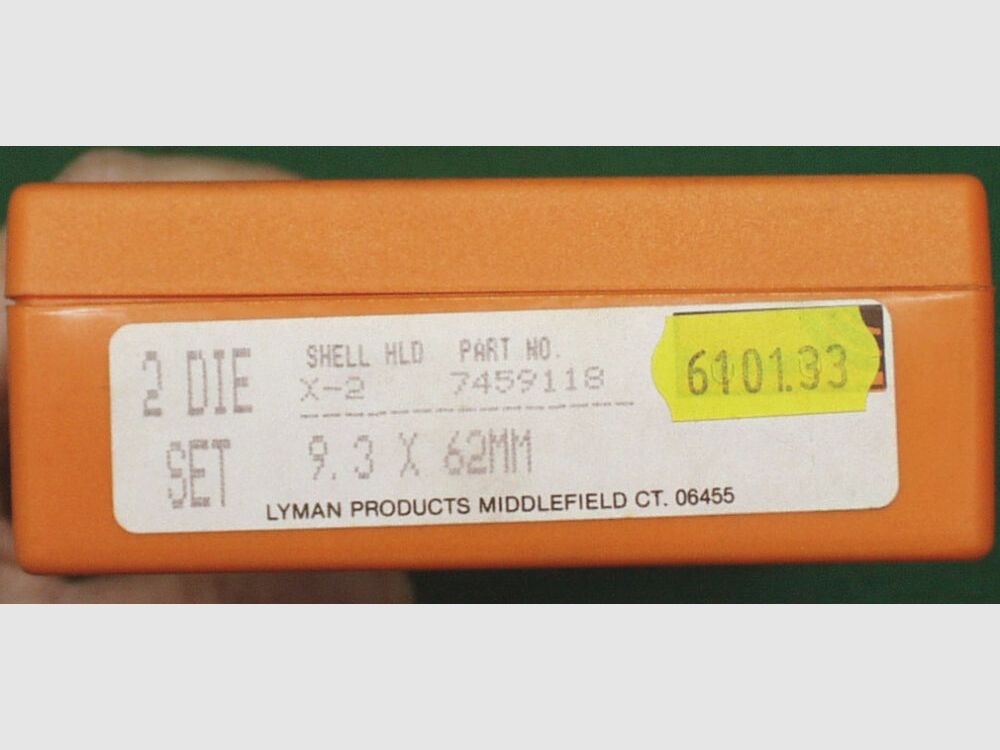 2 DIE
SET
SHELL HLD PART NO.
X-2 7459118
9.3 X 62MM
LYMAN PRODUCTS MIDDLEFIELD CT. 06455
6101.33